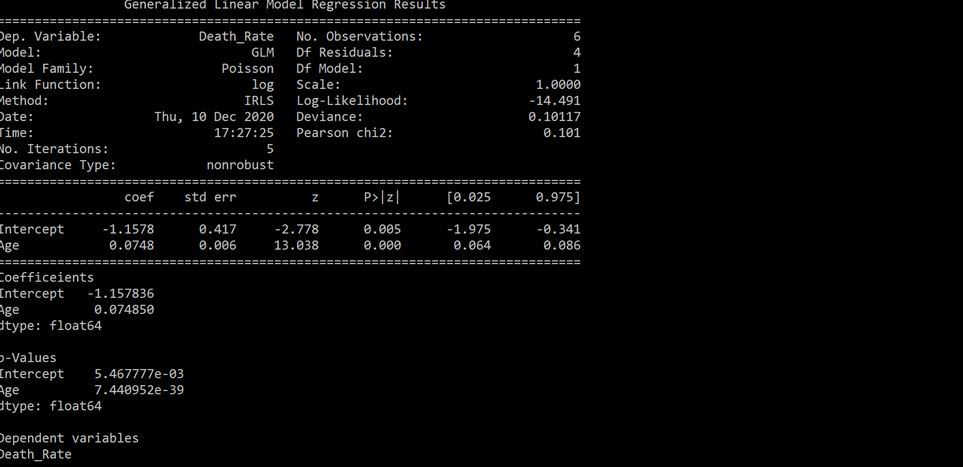 Generalized Linear Model Regression Results
==============================================================================
Dep. Variable:             Death_Rate   No. Observations:                    6
Model:                            GLM   Df Residuals:                        4
Model Family:                 Poisson   Df Model:                            1
Link Function:                    log   Scale:                          1.0000
Method:                          IRLS   Log-Likelihood:                -14.491
Date:                Thu, 10 Dec 2020   Deviance:                      0.10117
Time:                        17:27:25   Pearson chi2:                    0.101
No. Iterations:                     5
Covariance Type:            nonrobust
==============================================================================
coef    std err          z      P>|z|      [0.025      0.975]
------------------------------------------------------------------------------
Intercept     -1.1578      0.417     -2.778      0.005      -1.975      -0.341
Age            0.0748      0.006     13.038      0.000       0.064       0.086
==============================================================================
Coefficeients
Intercept   -1.157836
Age          0.074850
dtype: float64

p-Values
Intercept    5.467777e-03
Age          7.440952e-39
dtype: float64

Dependent variables
Death_Rate